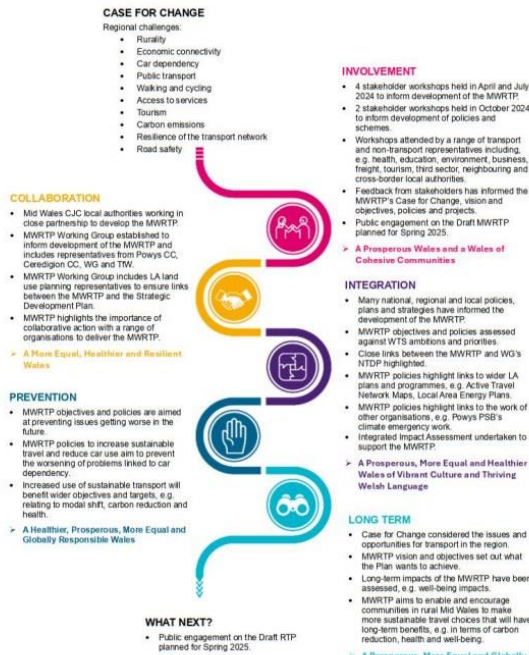 CASE FOR CHANGE
Regional challenges:
• Rurality
• Economic connectivity
• Car dependency
• Public transport
• Walking and cycling
• Access to services
• Tourism
• Carbon emissions
• Resilience of the transport network
• Road safety
INVOLVEMENT
• 4 stakeholder workshops held in April and July
2024 to inform development of the MWRTP.
• 2 stakeholder workshops held in October 2024
to inform development of policies and
schemes.
• Workshops attended by a range of transport
and non-transport representatives including,
e.g. health, education, environment, business,
freight, tourism, third sector, neighbouring and
cross-border local authorities.
• Feedback from stakeholders has informed the
MWRTP's Case for Change, vision and
objectives, policies and projects.
• Public engagement on the Draft MWRTP
planned for Spring 2025.
➢ A Prosperous Wales and a Wales of
Cohesive Communities
COLLABORATION
• Mid Wales CJC local authorities working in
close partnership to develop the MWRTP.
• MWRTP Working Group established to
inform development of the MWRTP and
includes representatives from Powys CC,
Ceredigion CC, WG and TfW.
• MWRTP Working Group includes LA land
use planning representatives to ensure links
between the MWRTP and the Strategic
Development Plan.
• MWRTP highlights the importance of
collaborative action with a range of
organisations to deliver the MWRTP.
➢ A More Equal, Healthier and Resilient
Wales
INTEGRATION
• Many national, regional and local policies,
plans and strategies have informed the
development of the MWRTP.
• MWRTP objectives and policies assessed
against WTS ambitions and priorities.
• Close links between the MWRTP and WG's
NTDP highlighted.
• MWRTP policies highlight links to wider LA
plans and programmes, e.g. Active Travel
Network Maps, Local Area Energy Plans.
• MWRTP policies highlight links to the work of
other organisations, e.g. Powys PSB's
climate emergency work.
• Integrated Impact Assessment undertaken to
support the MWRTP.
➢ A Prosperous, More Equal and Healthier
Wales of Vibrant Culture and Thriving
Welsh Language
PREVENTION
• MWRTP objectives and policies are aimed
at preventing issues getting worse in the
future.
• MWRTP policies to increase sustainable
travel and reduce car use aim to prevent
the worsening of problems linked to car
dependency.
• Increased use of sustainable transport will
benefit wider objectives and targets, e.g.
relating to modal shift, carbon reduction and
health.
➢ A Healthier, Prosperous, More Equal and
Globally Responsible Wales
LONG TERM
• Case for Change considered the issues and
opportunities for transport in the region.
• MWRTP vision and objectives set out what
the Plan wants to achieve.
• Long-term impacts of the MWRTP have been
assessed, e.g. well-being impacts.
• MWRTP aims to enable and encourage
communities in rural Mid Wales to make
more sustainable travel choices that will have
long-term benefits, e.g. in terms of carbon
reduction, health and well-being.
➢ A Prosperous, More Equal and Globally
WHAT NEXT?
• Public engagement on the Draft RTP
planned for Spring 2025.